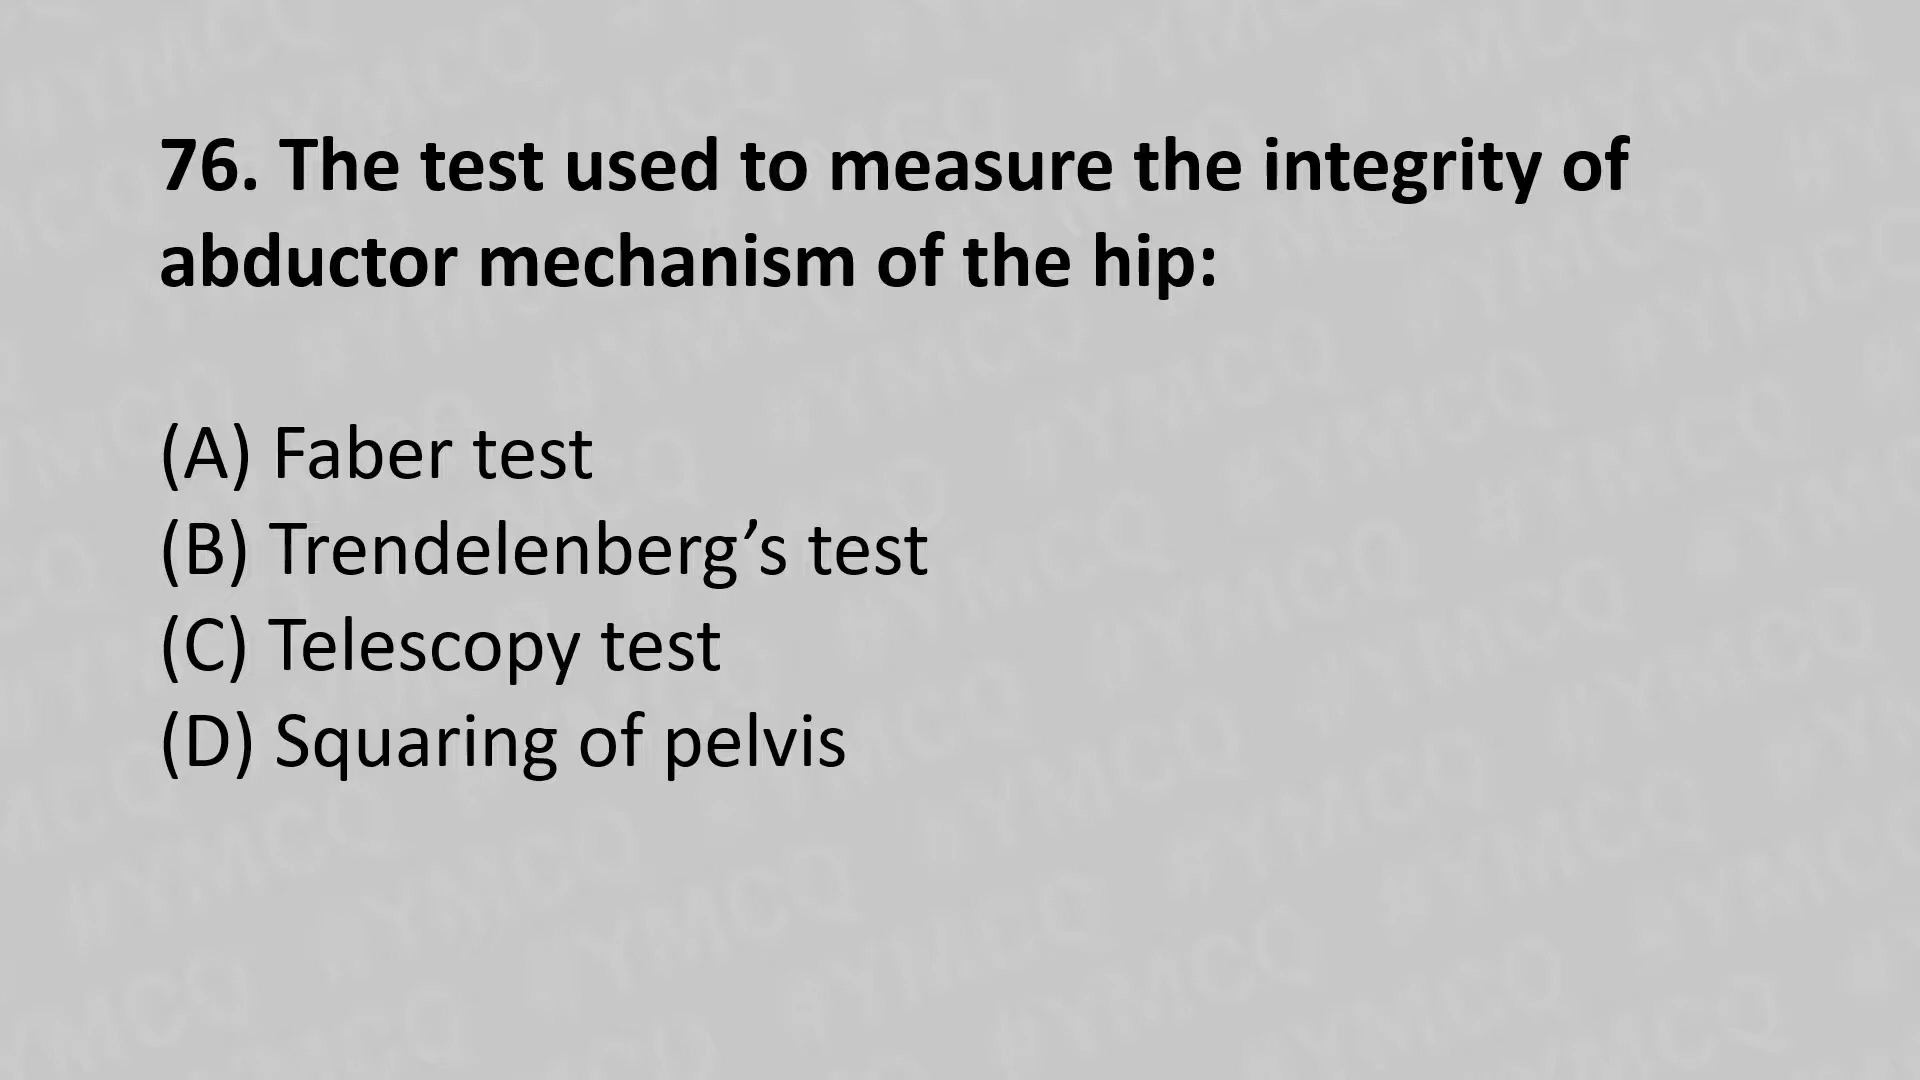 76. The test used to measure the integrity of
abductor mechanism of the hip:
(A) Faber test
(B) Trendelenberg’s test
(C) Telescopy test
(D) Squaring of pelvis
#YMCQ